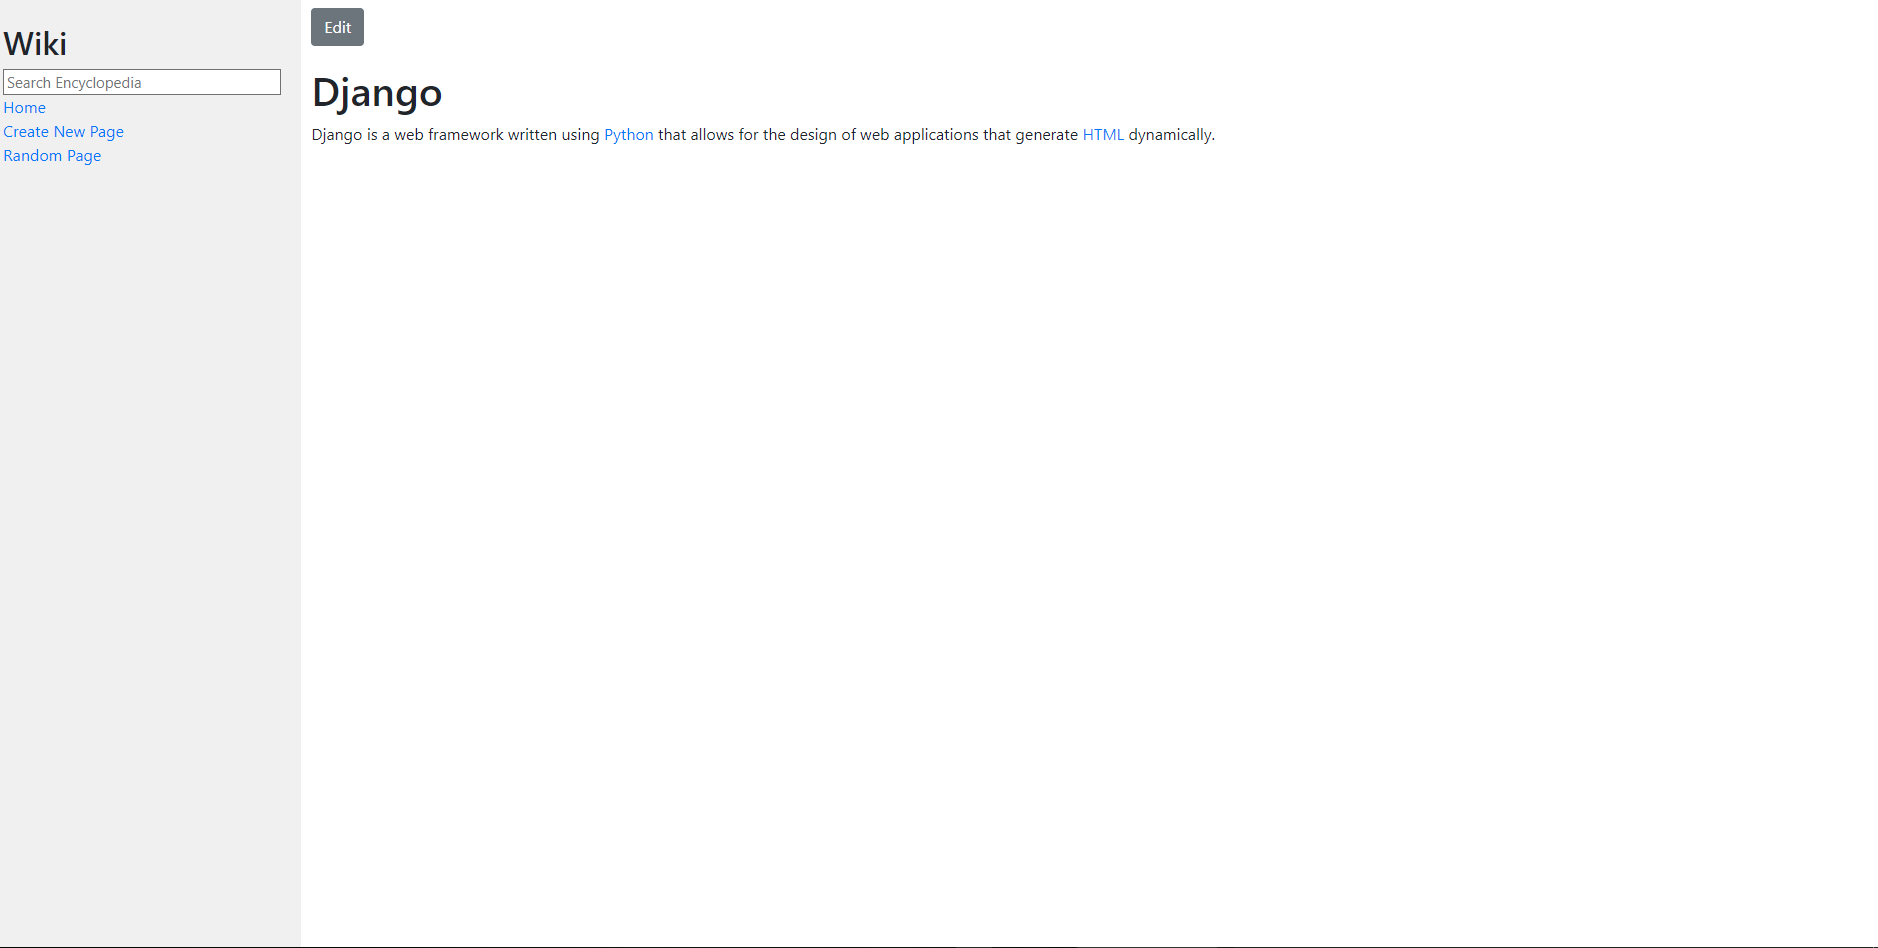 Wiki
Search Encyclopedia
Home
Create New Page
Random Page
Edit
Django
Django is a web framework written using Python that allows for the design of web applications that generate HTML dynamically.